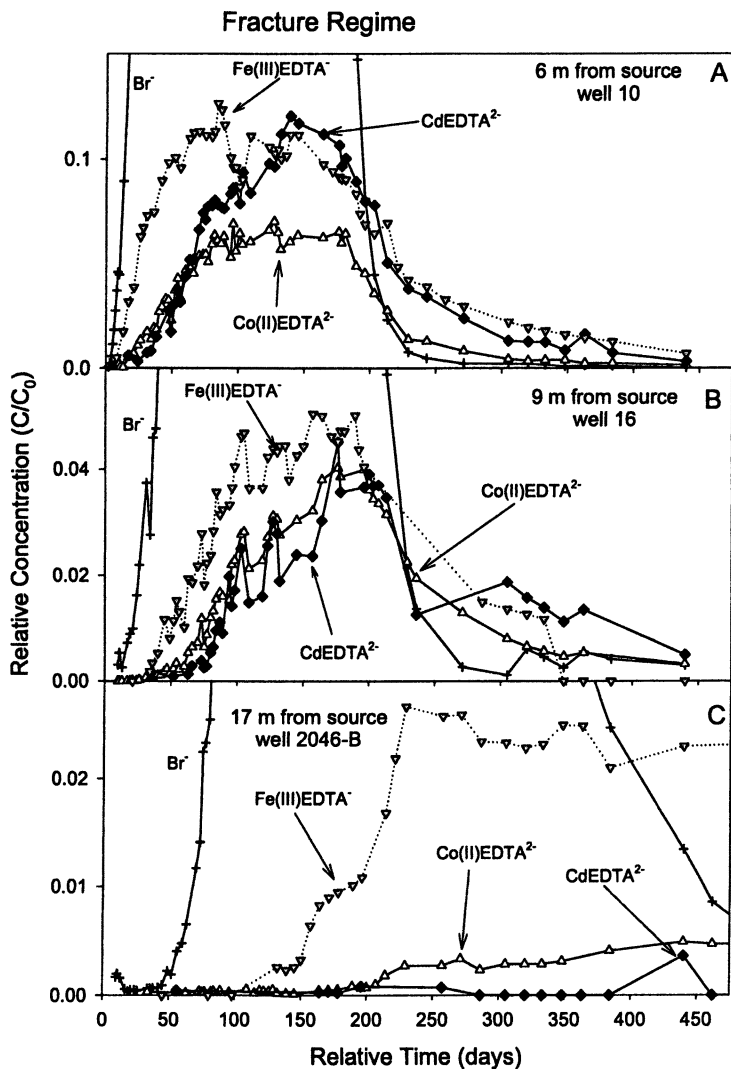 Fracture Regime
Br⁻
Fe(III)EDTA⁻
6 m from source
well 10
A
CdEDTA²⁻
0.1
Co(II)EDTA²⁻
0.0
Fe(III)EDTA⁻
9 m from source
well 16
B
Br⁻
0.04
Co(II)EDTA²⁻
0.02
CdEDTA²⁻
0.00
17 m from source
well 2046-B
C
Br⁻
0.02
Fe(III)EDTA⁻
Co(II)EDTA²⁻
CdEDTA²⁻
0.01
0.00
0 50 100 150 200 250 300 350 400 450
Relative Time (days)
Relative Concentration (C/C₀)